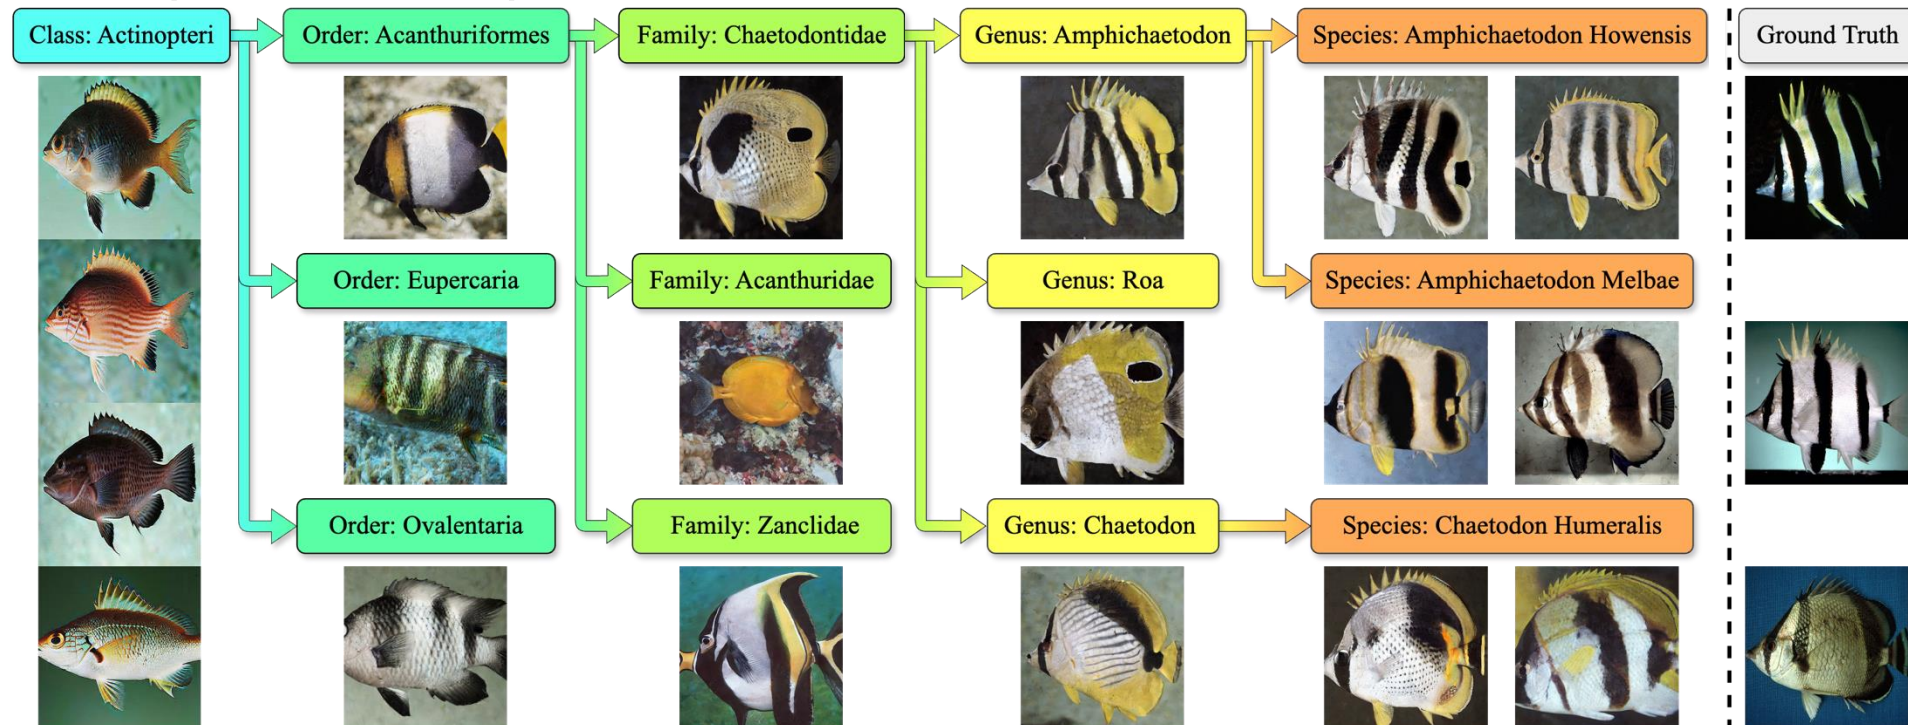 Class: Actinopteri
Order: Acanthuriformes
Family: Chaetodontidae
Genus: Amphichaetodon
Species: Amphichaetodon Howensis
Ground Truth
Order: Eupercaria
Family: Acanthuridae
Genus: Roa
Species: Amphichaetodon Melbae
Order: Ovalentaria
Family: Zanclidae
Genus: Chaetodon
Species: Chaetodon Humeralis